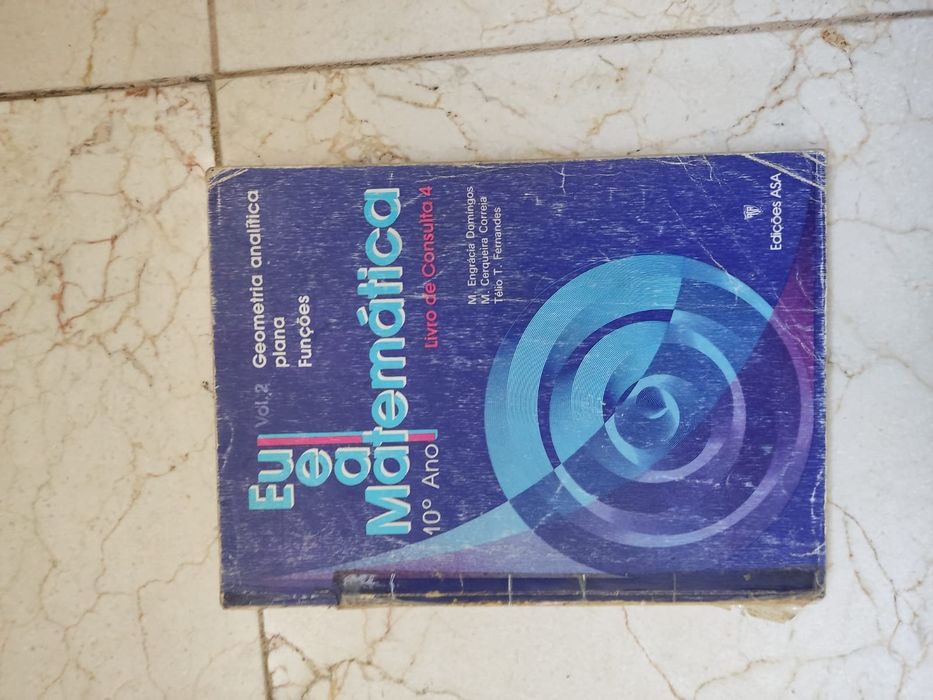 Eu
e
a
Matemática
Vol. 2
Geometria analítica
plana
Funções
10º Ano
Livro de Consulta 4
M. Engrácia Domingos
M. Cerqueira Correia
Télio T. Fernandes
Edições ASA